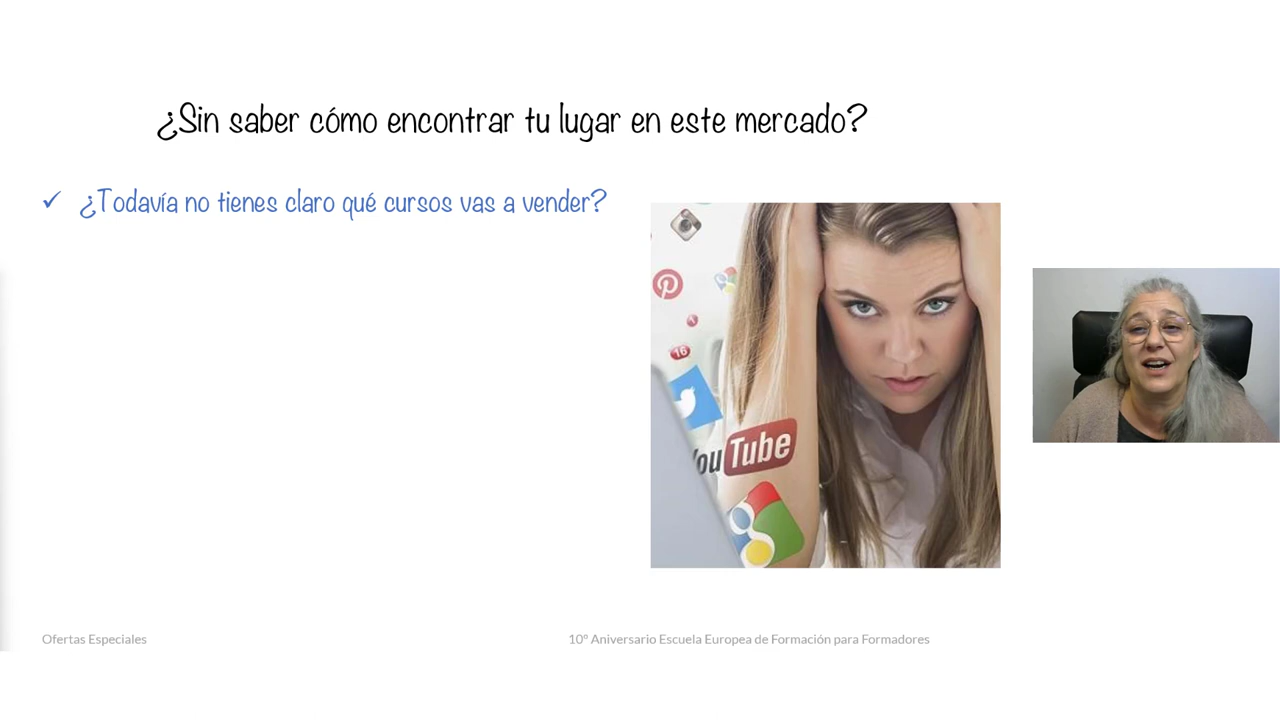 ¿Sin saber cómo encontrar tu lugar en este mercado?
✓ ¿Todavía no tienes claro qué cursos vas a vender?
16
YouTube
Ofertas Especiales
10º Aniversario Escuela Europea de Formación para Formadores